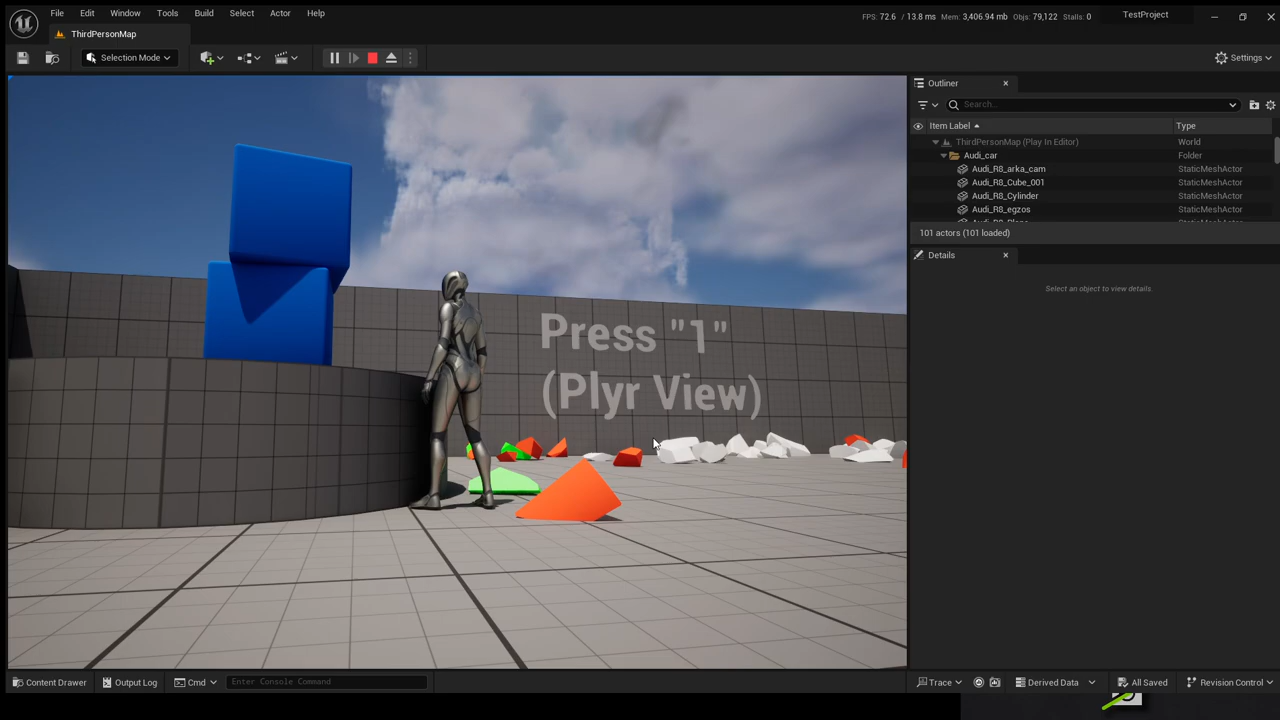 File Edit Window Tools Build Select Actor Help
FPS: 72.6 / 13.8 ms Mem: 3,406.94 mb Objs: 79,122 Stalls: 0
TestProject
ThirdPersonMap
Selection Mode
Settings
Outliner
Search...
Item Label Type
ThirdPersonMap (Play In Editor) World
Audi_car Folder
Audi_R8_arka_cam StaticMeshActor
Audi_R8_Cube_001 StaticMeshActor
Audi_R8_Cylinder StaticMeshActor
Audi_R8_egzos StaticMeshActor
101 actors (101 loaded)
Details
Select an object to view details.
Press "1"
(Plyr View)
Content Drawer Output Log Cmd Enter Console Command Trace Derived Data All Saved Revision Control